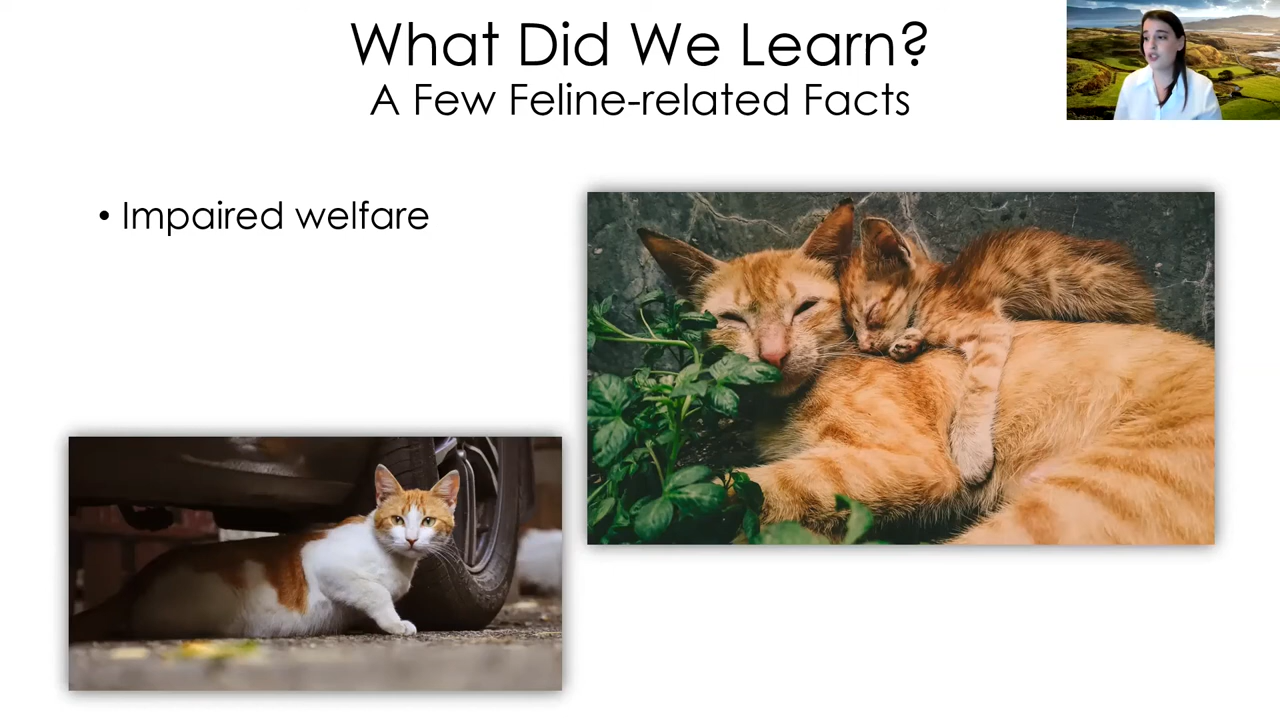 What Did We Learn?
A Few Feline-related Facts
• Impaired welfare